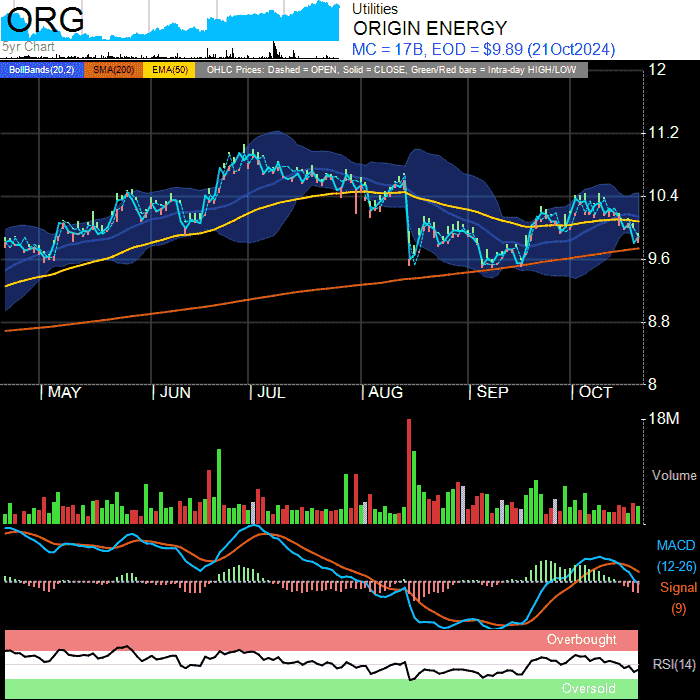 ORG
5yr Chart
Utilities
ORIGIN ENERGY
MC = 17B, EOD = $9.89 (21Oct2024)
BollBands(20,2) SMA(200) EMA(50) OHLC Prices: Dashed = OPEN, Solid = CLOSE, Green/Red bars = Intra-day HIGH/LOW
12
11.2
10.4
9.6
8.8
8
MAY JUN JUL AUG SEP OCT
18M
Volume
MACD
(12-26)
Signal
(9)
Overbought
RSI(14)
Oversold